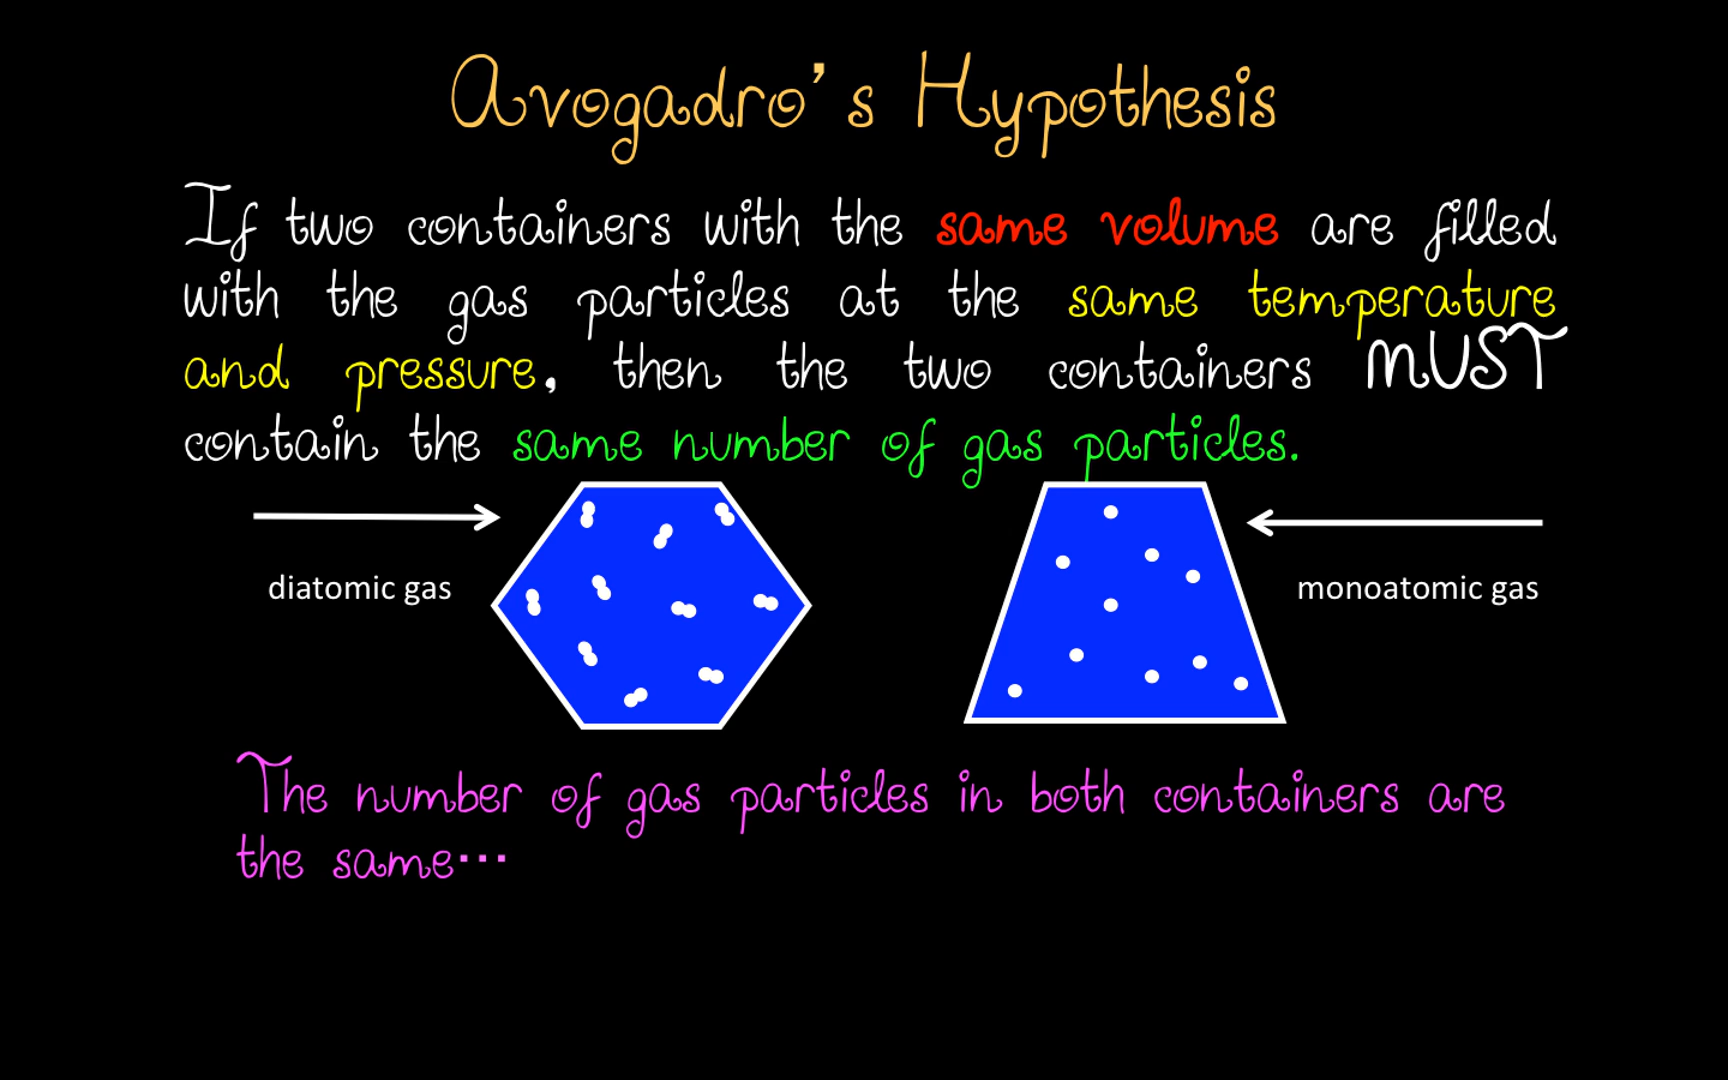 Avogadro's Hypothesis
If two containers with the same volume are filled
with the gas particles at the same temperature
and pressure, then the two containers MUST
contain the same number of gas particles.
diatomic gas
monoatomic gas
The number of gas particles in both containers are
the same...